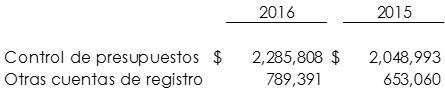 2016 2015
Control de presupuestos $ 2,285,808 $ 2,048,993
Otras cuentas de registro 789,391 653,060